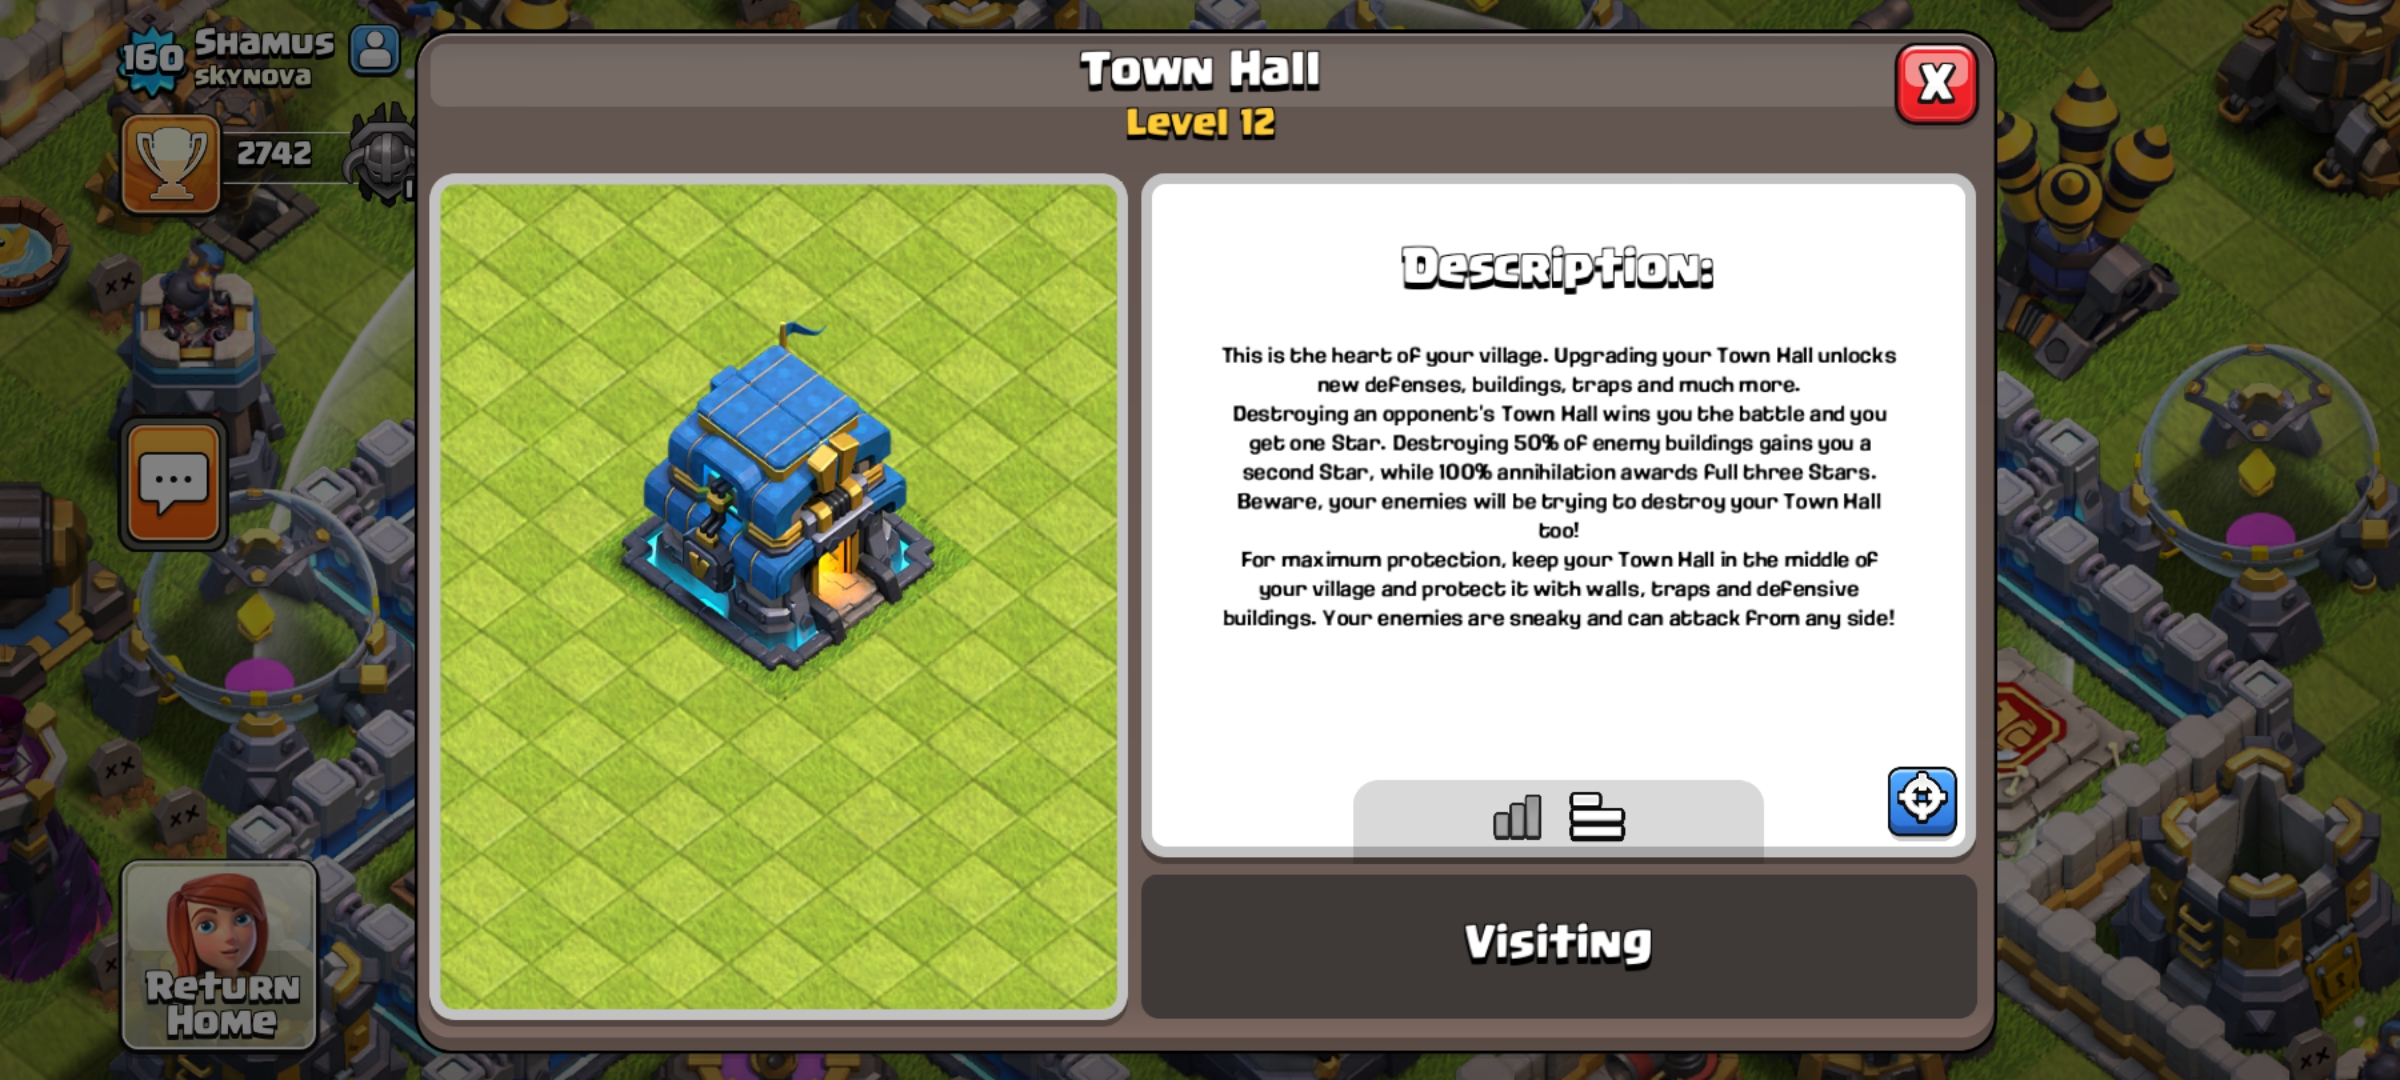 160
Shamus
skynova
2742
Town Hall
Level 12
X
Description:
This is the heart of your village. Upgrading your Town Hall unlocks
new defenses, buildings, traps and much more.
Destroying an opponent's Town Hall wins you the battle and you
get one Star. Destroying 50% of enemy buildings gains you a
second Star, while 100% annihilation awards full three Stars.
Beware, your enemies will be trying to destroy your Town Hall
too!
For maximum protection, keep your Town Hall in the middle of
your village and protect it with walls, traps and defensive
buildings. Your enemies are sneaky and can attack from any side!
Visiting
Return
Home